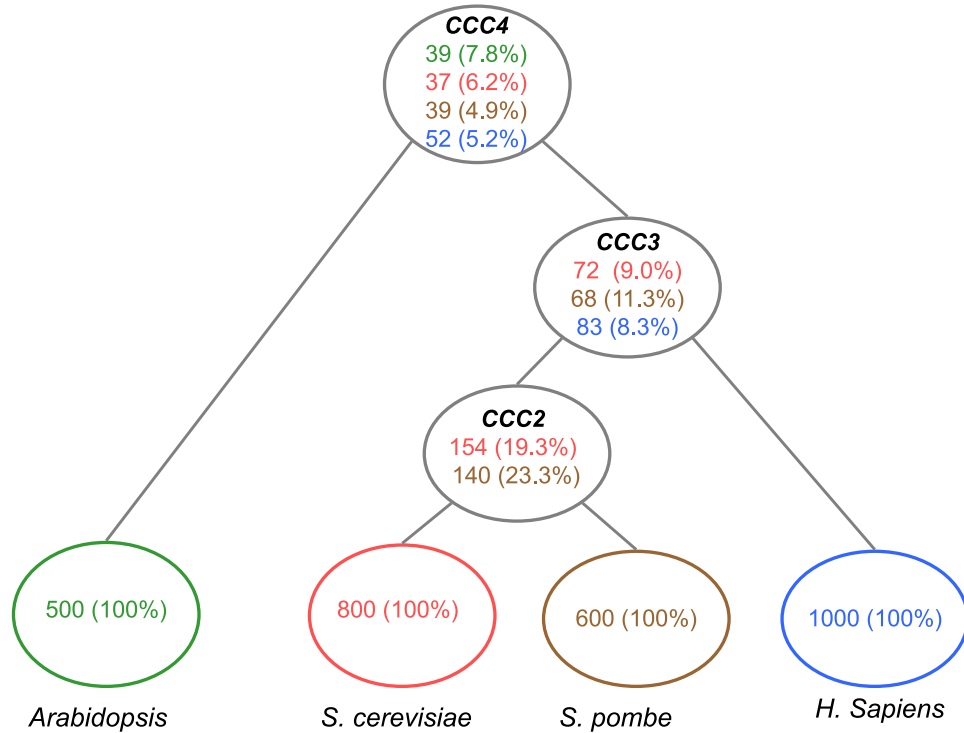 CCC4
39 (7.8%)
37 (6.2%)
39 (4.9%)
52 (5.2%)
CCC3
72 (9.0%)
68 (11.3%)
83 (8.3%)
CCC2
154 (19.3%)
140 (23.3%)
500 (100%)
800 (100%)
600 (100%)
1000 (100%)
Arabidopsis
S. cerevisiae
S. pombe
H. Sapiens